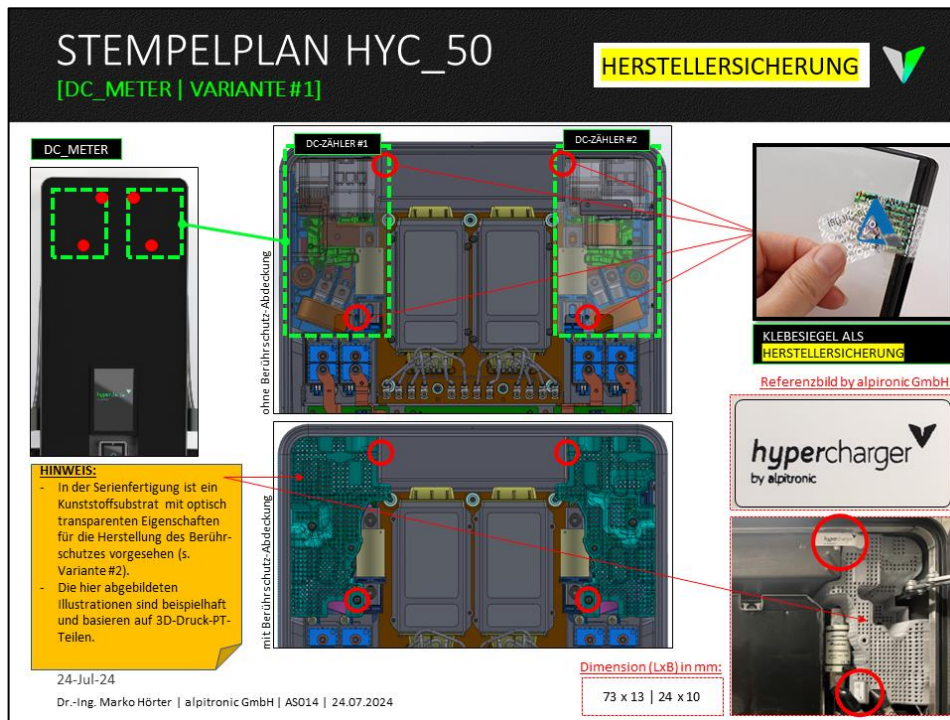 STEMPELPLAN HYC_50
[DC_METER | VARIANTE #1]
HERSTELLERSICHERUNG
DC_METER
DC-ZÄHLER #1
DC-ZÄHLER #2
ohne Berührschutz-Abdeckung
KLEBESIEGEL ALS
HERSTELLERSICHERUNG
Referenzbild by alpironic GmbH
hypercharger
by alpitronic
HINWEIS:
- In der Serienfertigung ist ein
Kunststoffsubstrat mit optisch
transparenten Eigenschaften
für die Herstellung des Berühr-
schutzes vorgesehen (s.
Variante #2).
- Die hier abgebildeten
Illustrationen sind beispielhaft
und basieren auf 3D-Druck-PT-
Teilen.
mit Berührschutz-Abdeckung
hypercharger
Dimension (LxB) in mm:
73 x 13 | 24 x 10
24-Jul-24
Dr.-Ing. Marko Hörter | alpitronic GmbH | AS014 | 24.07.2024